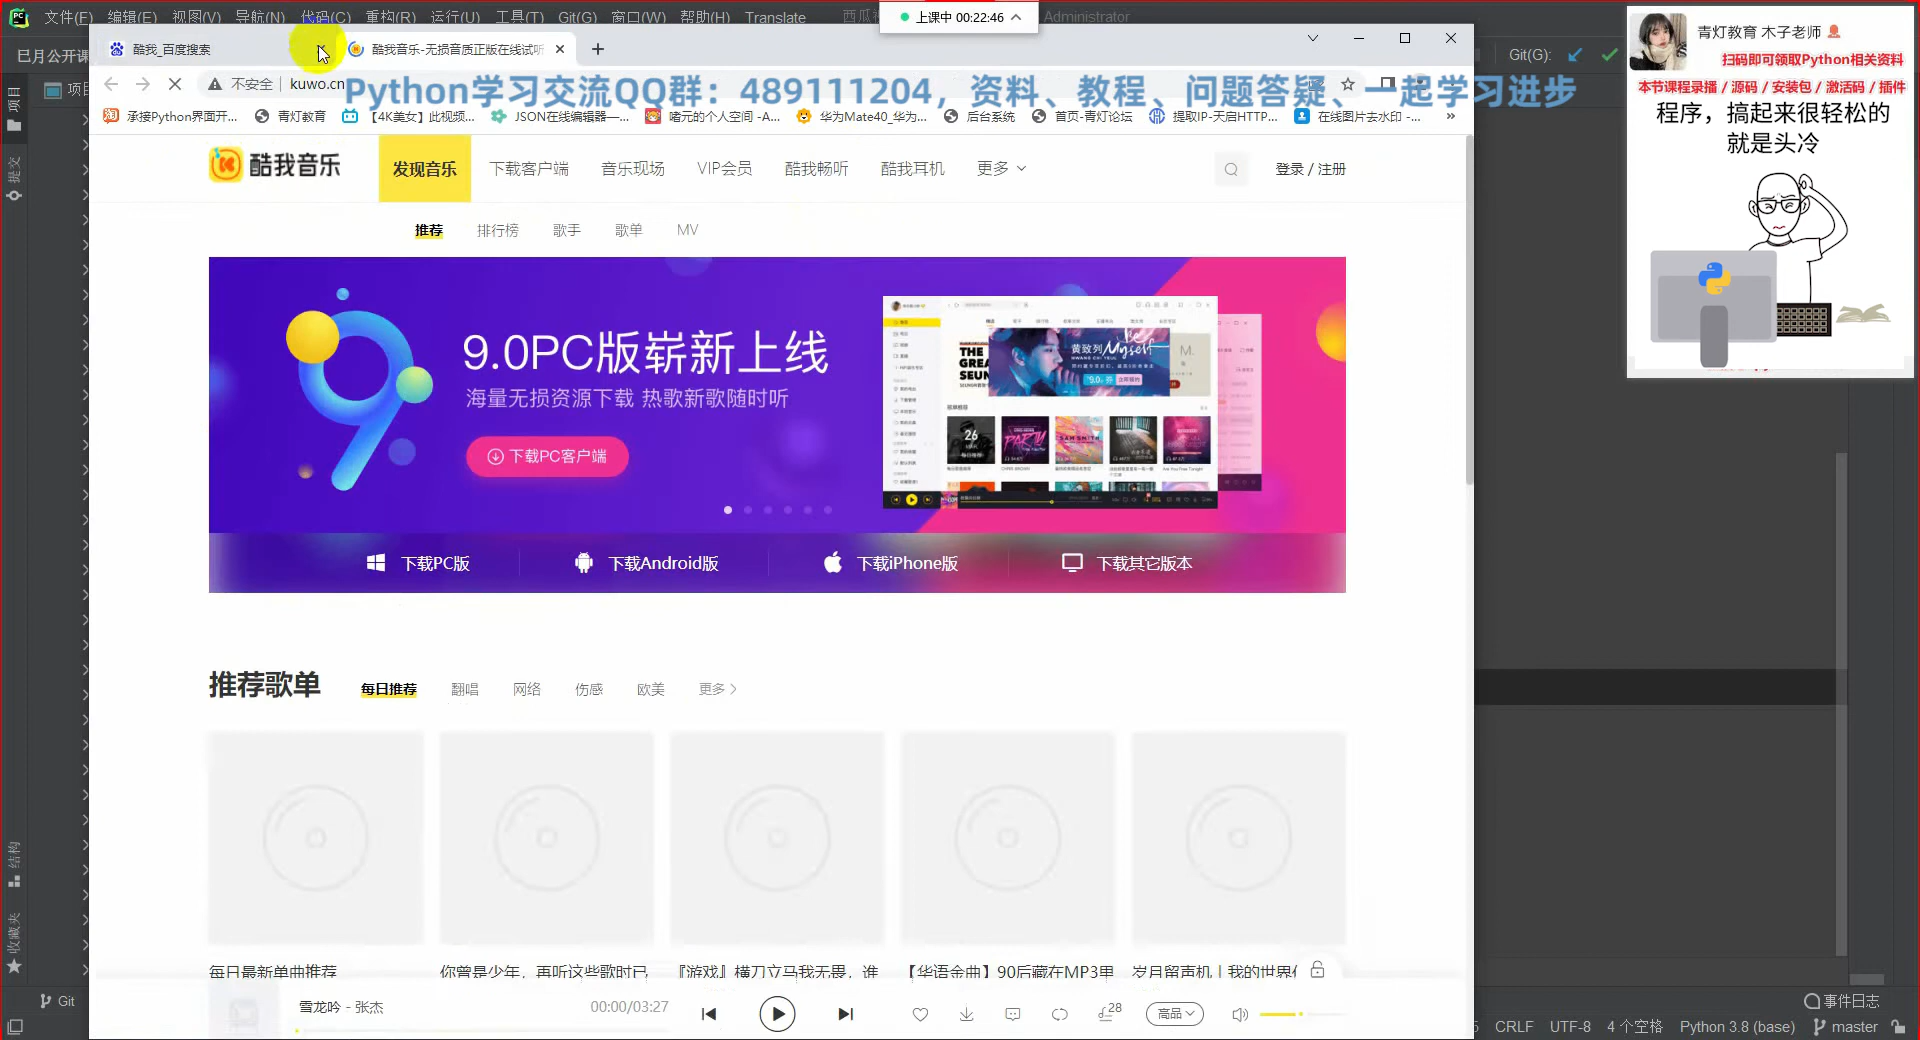 文件(F) 编辑(E) 视图(V) 导航(N) 代码(C) 重构(R) 运行(U) 工具(T) Git(G) 窗口(W) 帮助(H) Translate Administrator
上课中 00:22:46
巳月公开课
Git(G):
项目
提交
结构
收藏夹
酷我_百度搜索
酷我音乐-无损音质正版在线试听
不安全 kuwo.cn
Python学习交流QQ群：489111204，资料、教程、问题答疑、一起学习进步
承接Python界面开... 青灯教育 【4K美女】此视频... JSON在线编辑器—... 啫元的个人空间 -A... 华为Mate40_华为... 后台系统 首页-青灯论坛 提取IP-天启HTTP... 在线图片去水印 -...
酷我音乐 发现音乐 下载客户端 音乐现场 VIP会员 酷我畅听 酷我耳机 更多 登录 / 注册
推荐 排行榜 歌手 歌单 MV
9.0PC版崭新上线
海量无损资源下载 热歌新歌随时听
下载PC客户端
黄致列
Myself
下载PC版 下载Android版 下载iPhone版 下载其它版本
推荐歌单 每日推荐 翻唱 网络 伤感 欧美 更多
每日最新单曲推荐 你曾是少年，再听这些歌时已 『游戏』横刀立马我无畏，谁 【华语金曲】90后藏在MP3里 岁月留声机 | 我的世界
雪龙吟 - 张杰 00:00/03:27 28 高品
青灯教育 木子老师
扫码即可领取Python相关资料
本节课程录播 / 源码 / 安装包 / 激活码 / 插件
程序，搞起来很轻松的
就是头冷
Git
事件日志
CRLF UTF-8 4 个空格 Python 3.8 (base) master